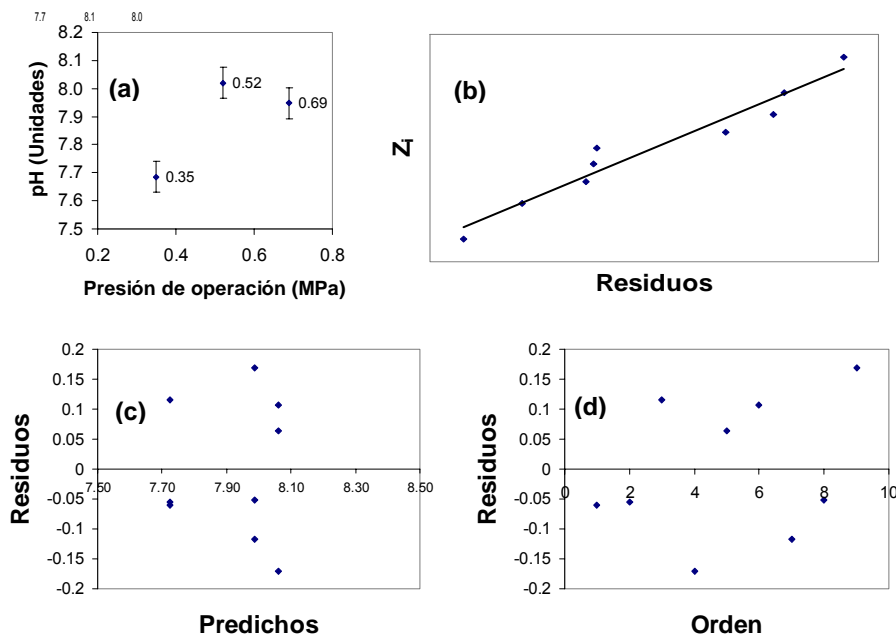 7.7 8.1 8.0
(a)
pH (Unidades)
8.2
8.1
8.0
7.9
7.8
7.7
7.6
7.5
0.52
0.69
0.35
0.2 0.4 0.6 0.8
Presión de operación (MPa)
(b)
Zi
Residuos
(c)
Residuos
0.2
0.15
0.1
0.05
0
-0.05
-0.1
-0.15
-0.2
7.50 7.70 7.90 8.10 8.30 8.50
Predichos
(d)
Residuos
0.2
0.15
0.1
0.05
0
-0.05
-0.1
-0.15
-0.2
0 2 4 6 8 10
Orden